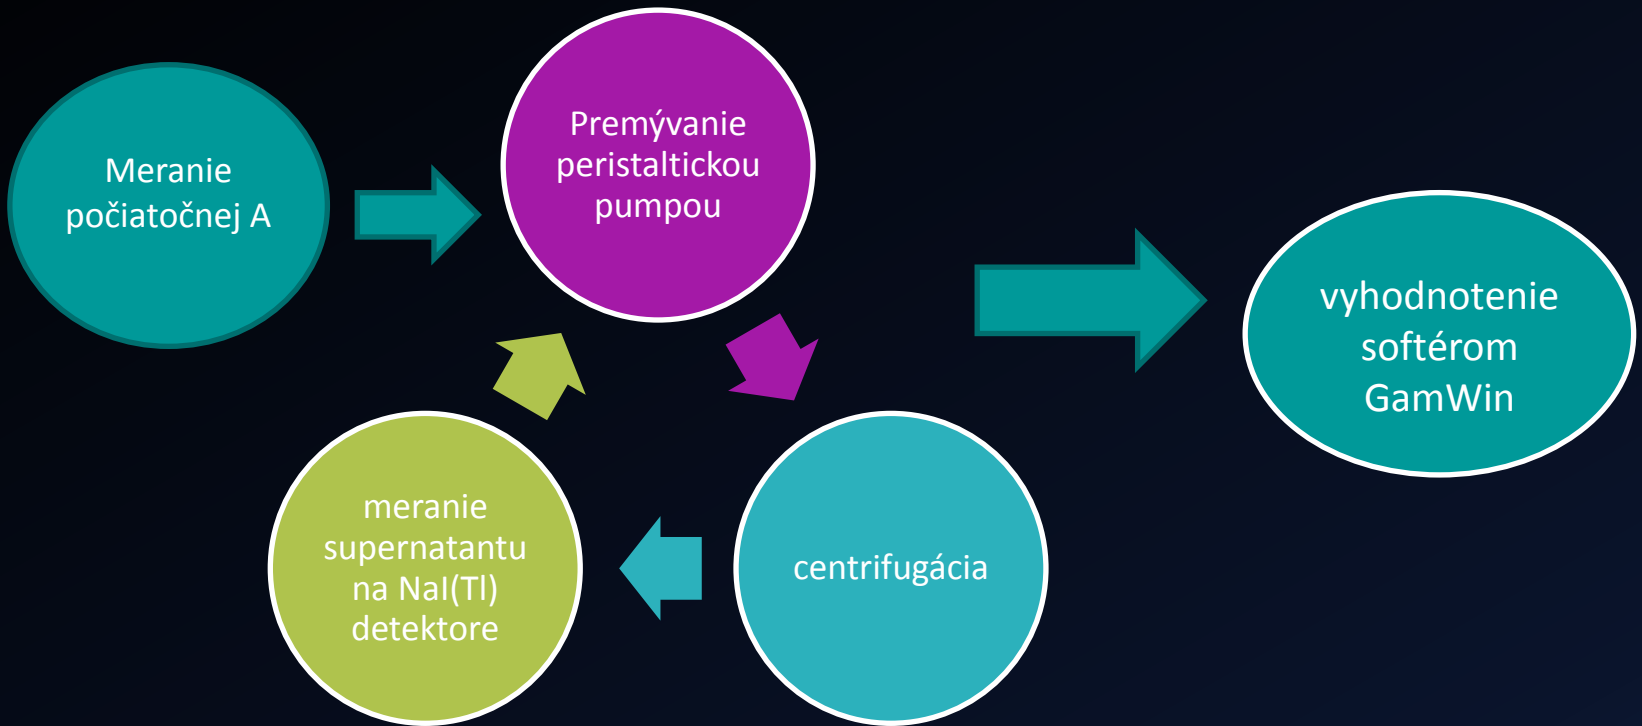 Meranie
počiatočnej A
Premývanie
peristaltickou
pumpou
centrifugácia
meranie
supernatantu
na NaI(Tl)
detektore
vyhodnotenie
softérom
GamWin